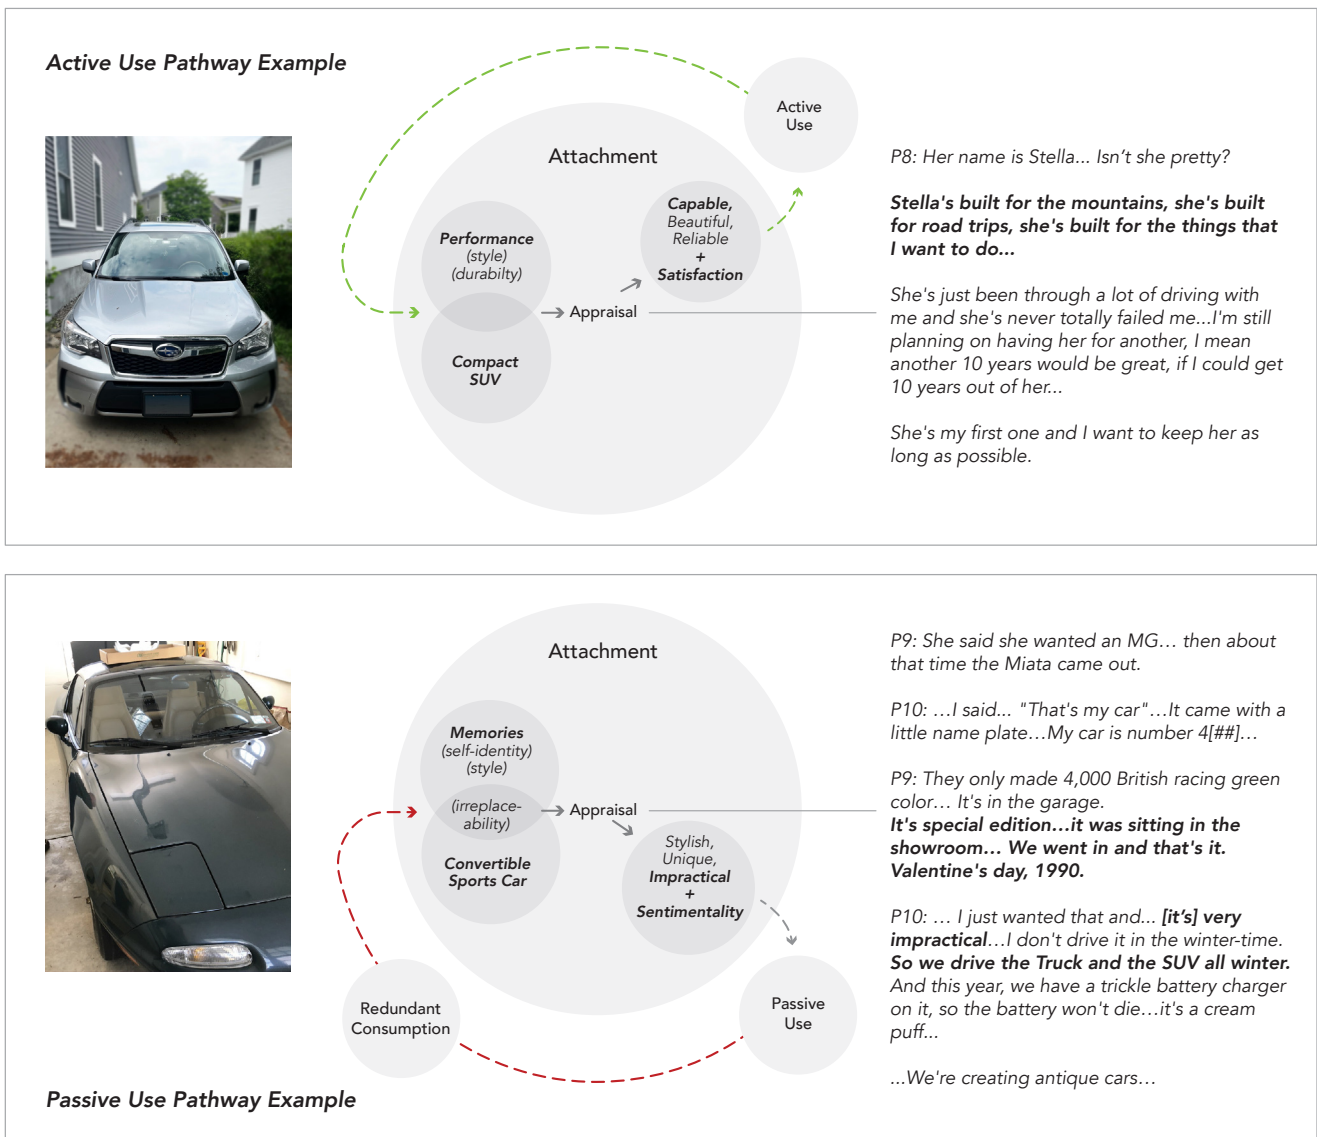 Active Use Pathway Example
Active
Use
Attachment
Performance
(style)
(durabilty)
Compact
SUV
Appraisal
Capable,
Beautiful,
Reliable
+
Satisfaction
P8: Her name is Stella... Isn’t she pretty?
Stella's built for the mountains, she's built
for road trips, she's built for the things that
I want to do...
She's just been through a lot of driving with
me and she's never totally failed me...I'm still
planning on having her for another, I mean
another 10 years would be great, if I could get
10 years out of her...
She's my first one and I want to keep her as
long as possible.
Attachment
Memories
(self-identity)
(style)
(irreplace-
ability)
Convertible
Sports Car
Appraisal
Stylish,
Unique,
Impractical
+
Sentimentality
Redundant
Consumption
Passive
Use
P9: She said she wanted an MG… then about
that time the Miata came out.
P10: …I said... "That's my car"…It came with a
little name plate…My car is number 4[##]…
P9: They only made 4,000 British racing green
color… It's in the garage.
It's special edition…it was sitting in the
showroom… We went in and that's it.
Valentine's day, 1990.
P10: … I just wanted that and... [it’s] very
impractical…I don't drive it in the winter-time.
So we drive the Truck and the SUV all winter.
And this year, we have a trickle battery charger
on it, so the battery won't die…it's a cream
puff...
...We're creating antique cars…
Passive Use Pathway Example